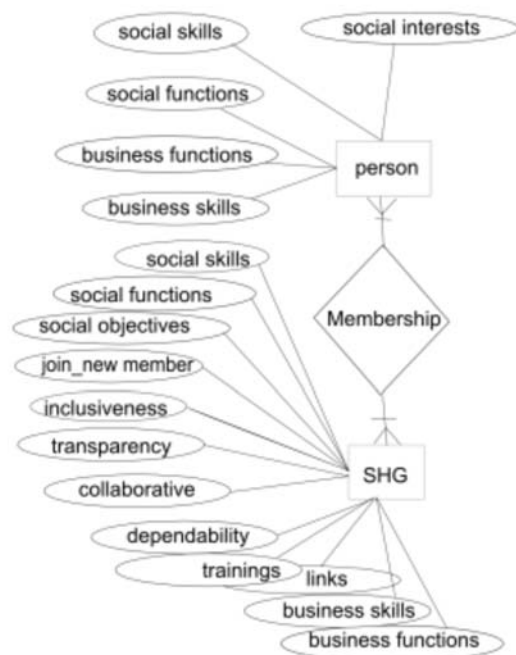 social skills
social interests
social functions
business functions
person
business skills
social skills
social functions
social objectives
Membership
join_new member
inclusiveness
transparency
SHG
collaborative
dependability
trainings
links
business skills
business functions